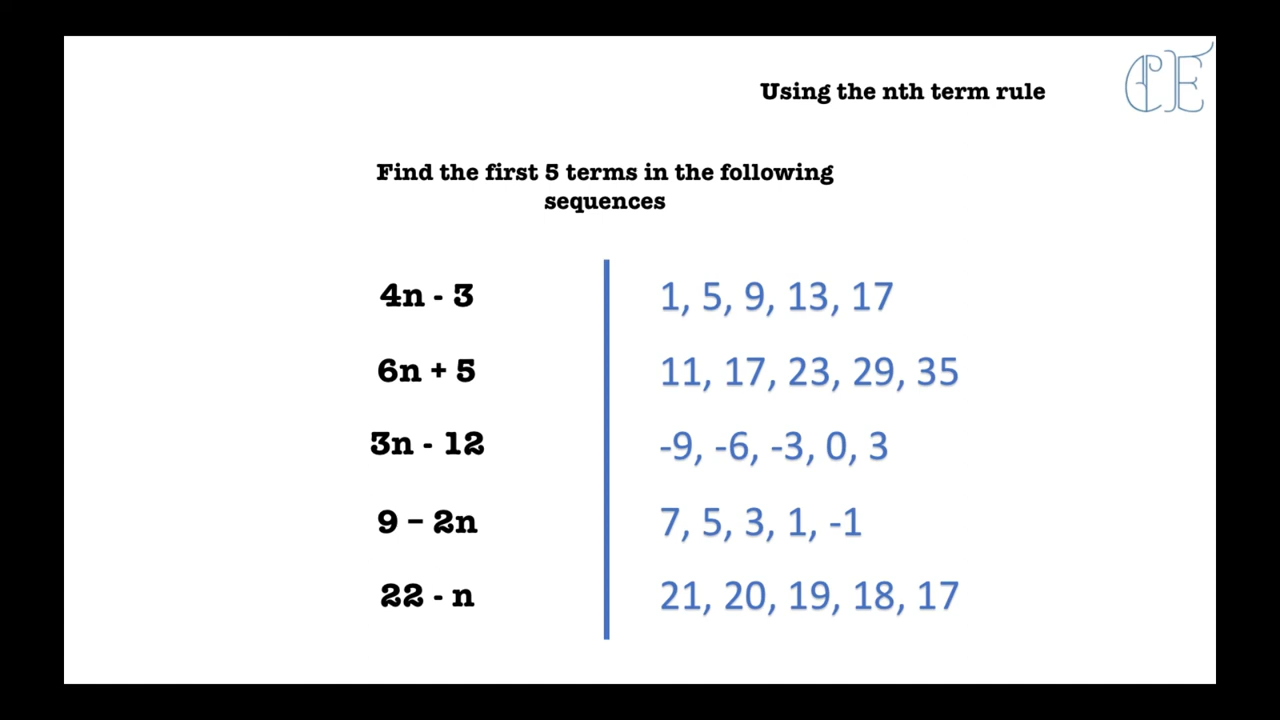 CE
Using the nth term rule
Find the first 5 terms in the following
sequences
4n - 3
1, 5, 9, 13, 17
6n + 5
11, 17, 23, 29, 35
3n - 12
-9, -6, -3, 0, 3
9 – 2n
7, 5, 3, 1, -1
22 - n
21, 20, 19, 18, 17